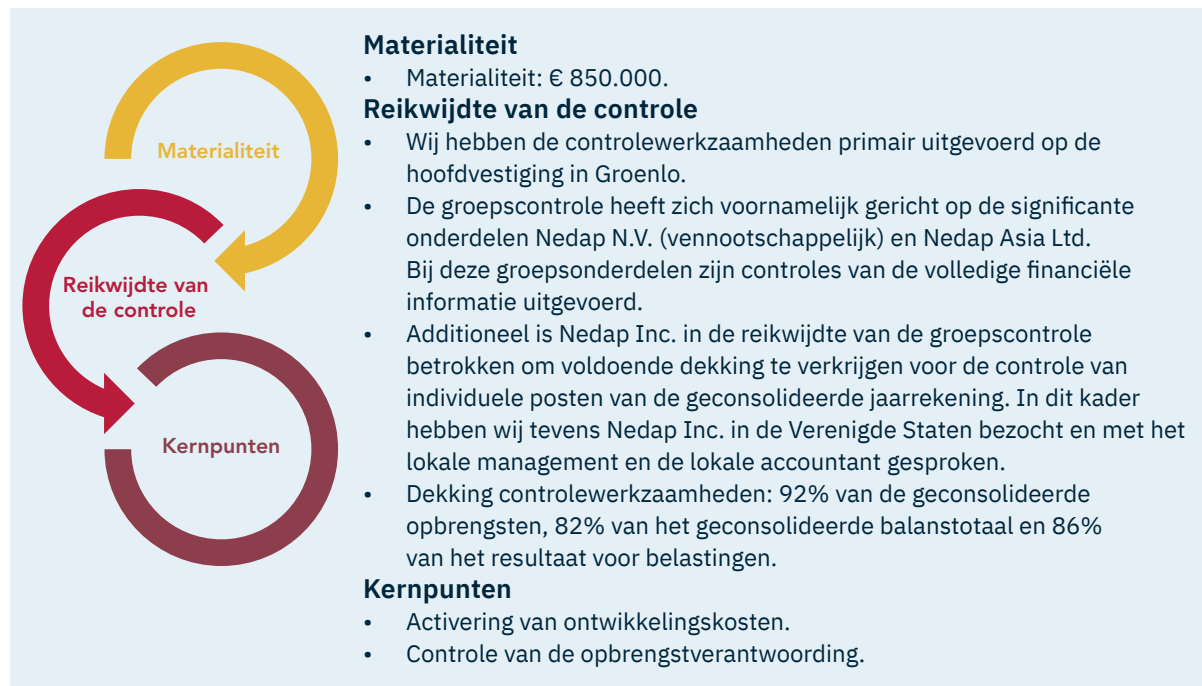 Materialiteit
Reikwijdte van
de controle
Kernpunten
Materialiteit
• Materialiteit: € 850.000.
Reikwijdte van de controle
• Wij hebben de controlewerkzaamheden primair uitgevoerd op de
hoofdvestiging in Groenlo.
• De groepscontrole heeft zich voornamelijk gericht op de significante
onderdelen Nedap N.V. (vennootschappelijk) en Nedap Asia Ltd.
Bij deze groepsonderdelen zijn controles van de volledige financiële
informatie uitgevoerd.
• Additioneel is Nedap Inc. in de reikwijdte van de groepscontrole
betrokken om voldoende dekking te verkrijgen voor de controle van
individuele posten van de geconsolideerde jaarrekening. In dit kader
hebben wij tevens Nedap Inc. in de Verenigde Staten bezocht en met het
lokale management en de lokale accountant gesproken.
• Dekking controlewerkzaamheden: 92% van de geconsolideerde
opbrengsten, 82% van het geconsolideerde balanstotaal en 86%
van het resultaat voor belastingen.
Kernpunten
• Activering van ontwikkelingskosten.
• Controle van de opbrengstverantwoording.